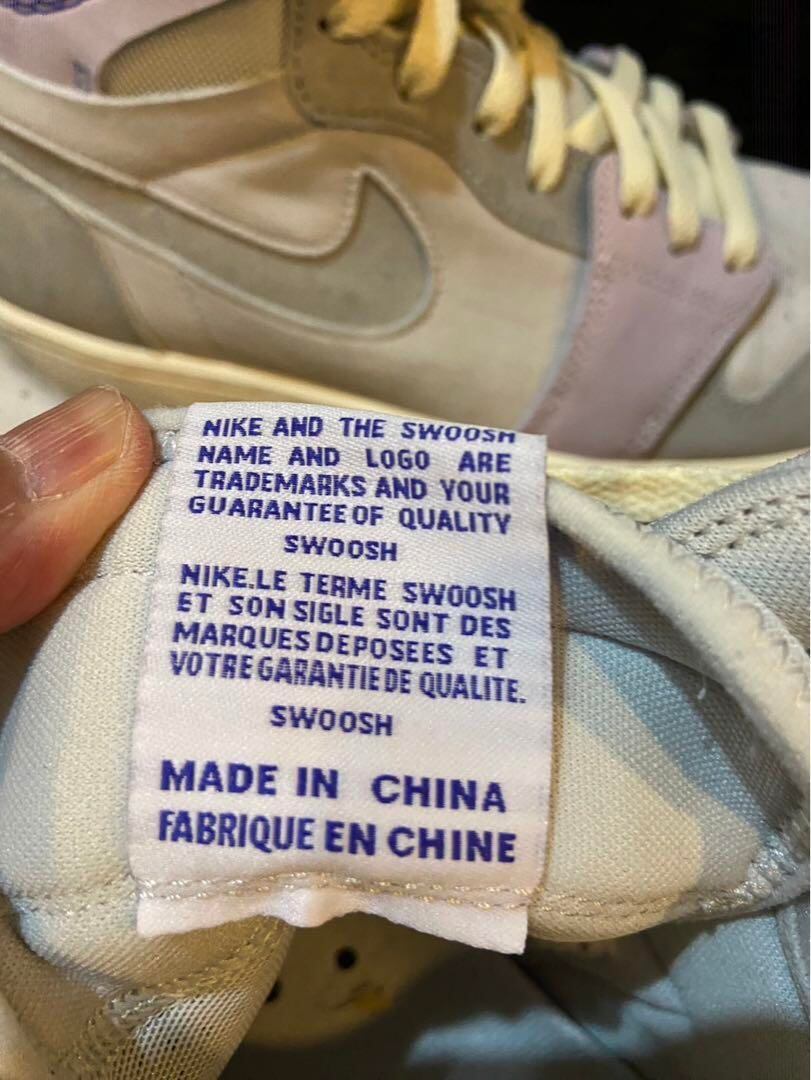 NIKE AND THE SWOOSH
NAME AND LOGO ARE
TRADEMARKS AND YOUR
GUARANTEE OF QUALITY
SWOOSH
NIKE.LE TERME SWOOSH
ET SON SIGLE SONT DES
MARQUES DEPOSEES ET
VOTRE GARANTIE DE QUALITE.
SWOOSH
MADE IN CHINA
FABRIQUE EN CHINE